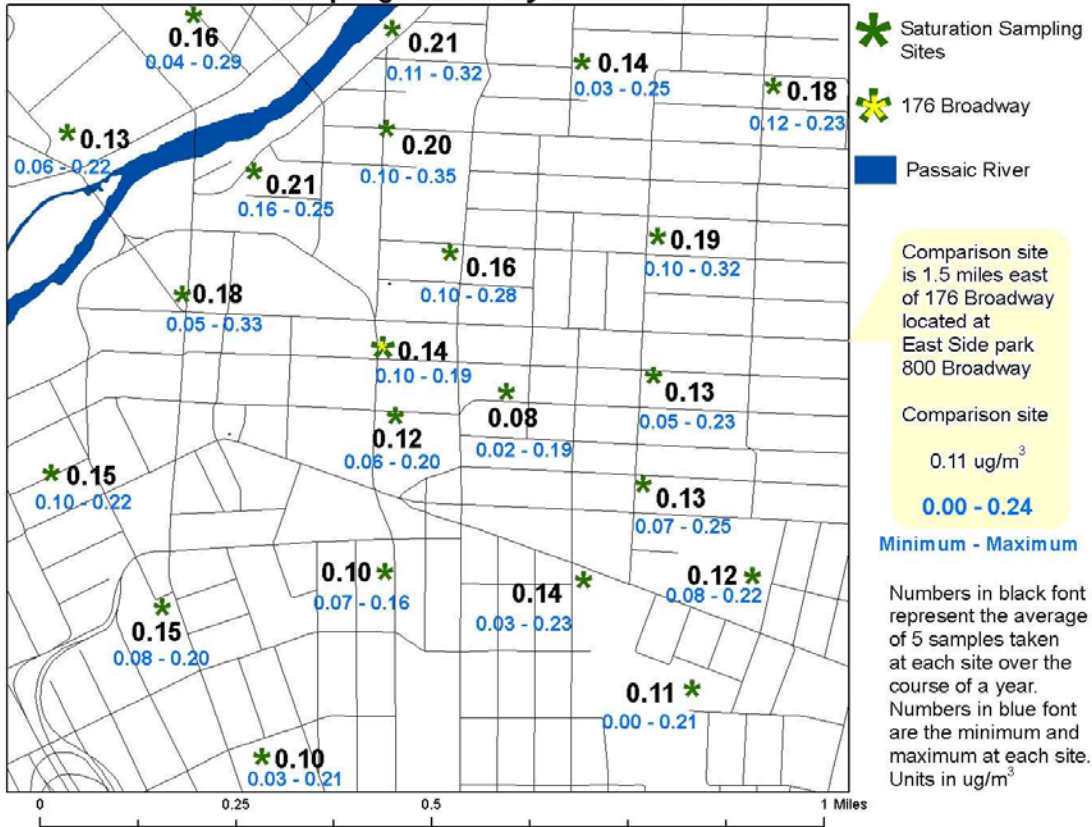 0.16
0.04 - 0.29
0.21
0.11 - 0.32
0.14
0.03 - 0.25
0.18
0.12 - 0.23
0.13
0.06 - 0.22
0.20
0.10 - 0.35
0.21
0.16 - 0.25
0.19
0.10 - 0.32
0.16
0.10 - 0.28
0.18
0.05 - 0.33
0.14
0.10 - 0.19
0.13
0.05 - 0.23
0.08
0.02 - 0.19
0.12
0.06 - 0.20
0.15
0.10 - 0.22
0.13
0.07 - 0.25
0.10
0.07 - 0.16
0.14
0.03 - 0.23
0.12
0.08 - 0.22
0.15
0.08 - 0.20
0.11
0.00 - 0.21
0.10
0.03 - 0.21
0
0.25
0.5
1 Miles
Saturation Sampling
Sites
176 Broadway
Passaic River
Comparison site
is 1.5 miles east
of 176 Broadway
located at
East Side park
800 Broadway
Comparison site
0.11 ug/m³
0.00 - 0.24
Minimum - Maximum
Numbers in black font
represent the average
of 5 samples taken
at each site over the
course of a year.
Numbers in blue font
are the minimum and
maximum at each site.
Units in ug/m³